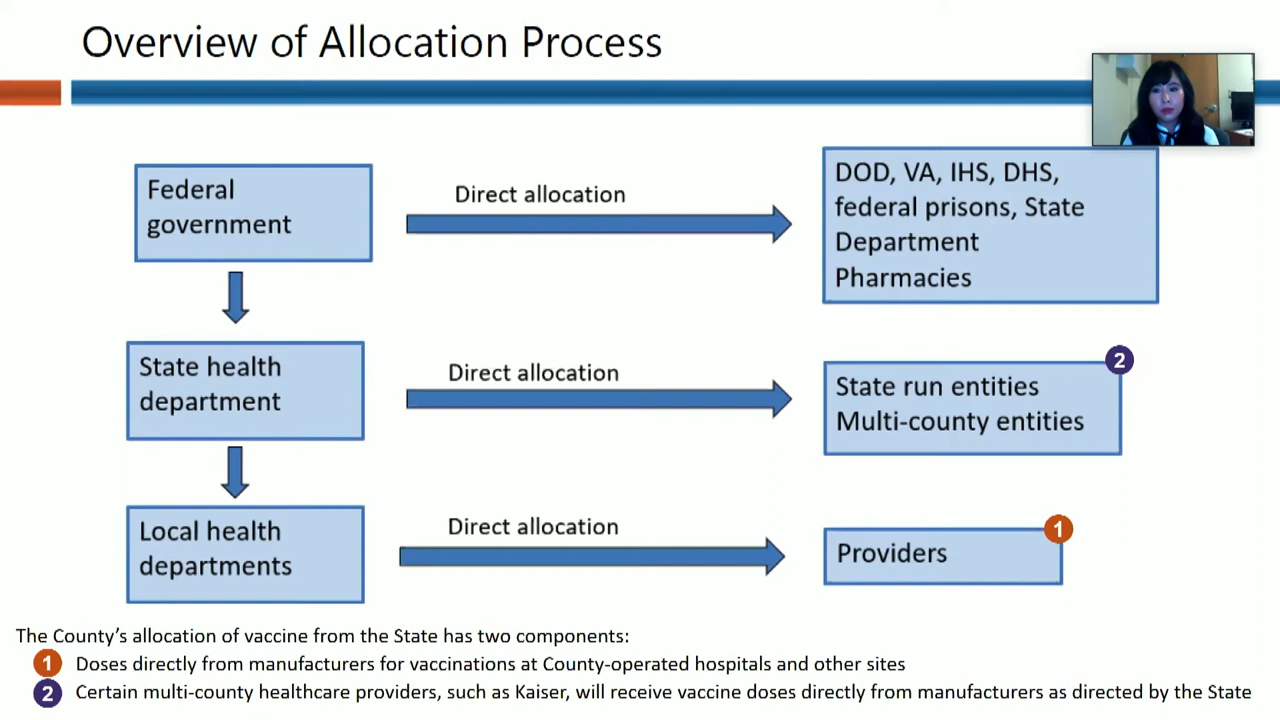 Overview of Allocation Process
Federal
government
Direct allocation
DOD, VA, IHS, DHS,
federal prisons, State
Department
Pharmacies
State health
department
Direct allocation
2
State run entities
Multi-county entities
Local health
departments
Direct allocation
1
Providers
The County's allocation of vaccine from the State has two components:
1 Doses directly from manufacturers for vaccinations at County-operated hospitals and other sites
2 Certain multi-county healthcare providers, such as Kaiser, will receive vaccine doses directly from manufacturers as directed by the State